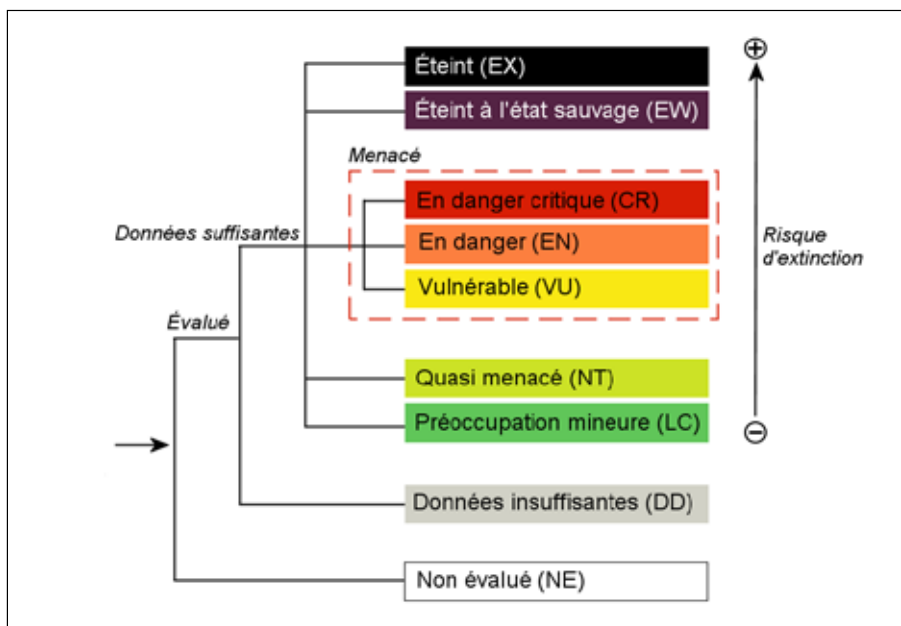 Éteint (EX)
Éteint à l'état sauvage (EW)
Menacé
En danger critique (CR)
Données suffisantes
En danger (EN)
Risque
d'extinction
Vulnérable (VU)
Évalué
Quasi menacé (NT)
Préoccupation mineure (LC)
Données insuffisantes (DD)
Non évalué (NE)